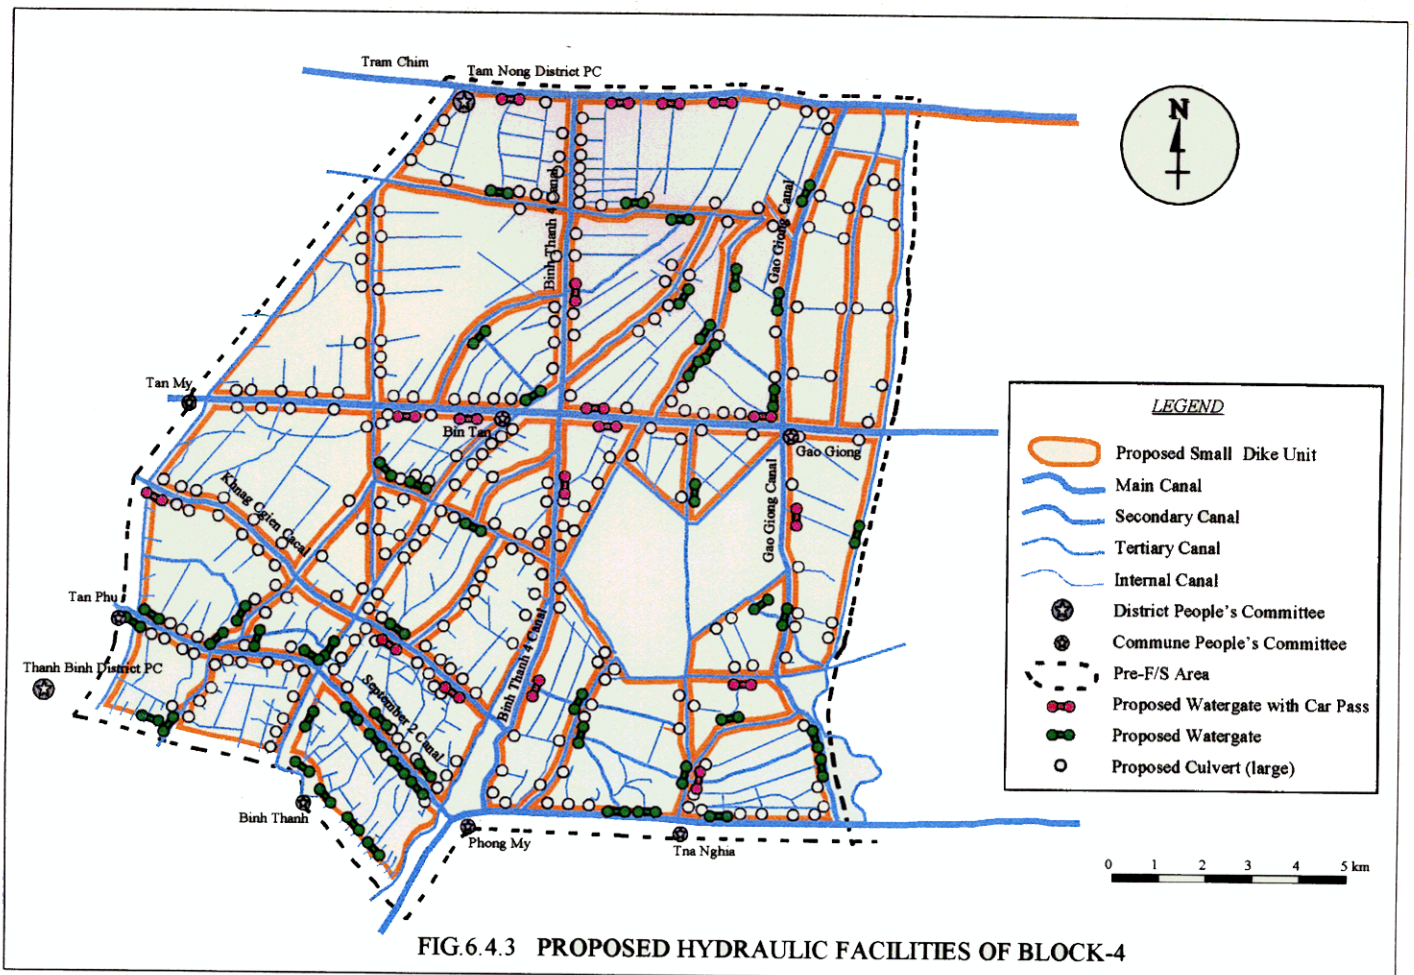 Tram Chim
Tam Nong District PC
N
Binh Thanh 4 Canal
Gao Giong Canal
Tan My
Bin Tan
Gao Giong
Khnag Cgien Cacal
Gao Giong Canal
Tan Phu
Thanh Binh District PC
September 2 Canal
Binh Thanh 4 Canal
Binh Thanh
Phong My
Tna Nghia
LEGEND
Proposed Small Dike Unit
Main Canal
Secondary Canal
Tertiary Canal
Internal Canal
District People's Committee
Commune People's Committee
Pre-F/S Area
Proposed Watergate with Car Pass
Proposed Watergate
Proposed Culvert (large)
0 1 2 3 4 5 km
FIG.6.4.3 PROPOSED HYDRAULIC FACILITIES OF BLOCK-4